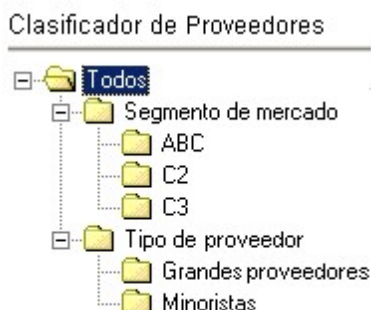 Clasificador de Proveedores
Todos
Segmento de mercado
ABC
C2
C3
Tipo de proveedor
Grandes proveedores
Minoristas